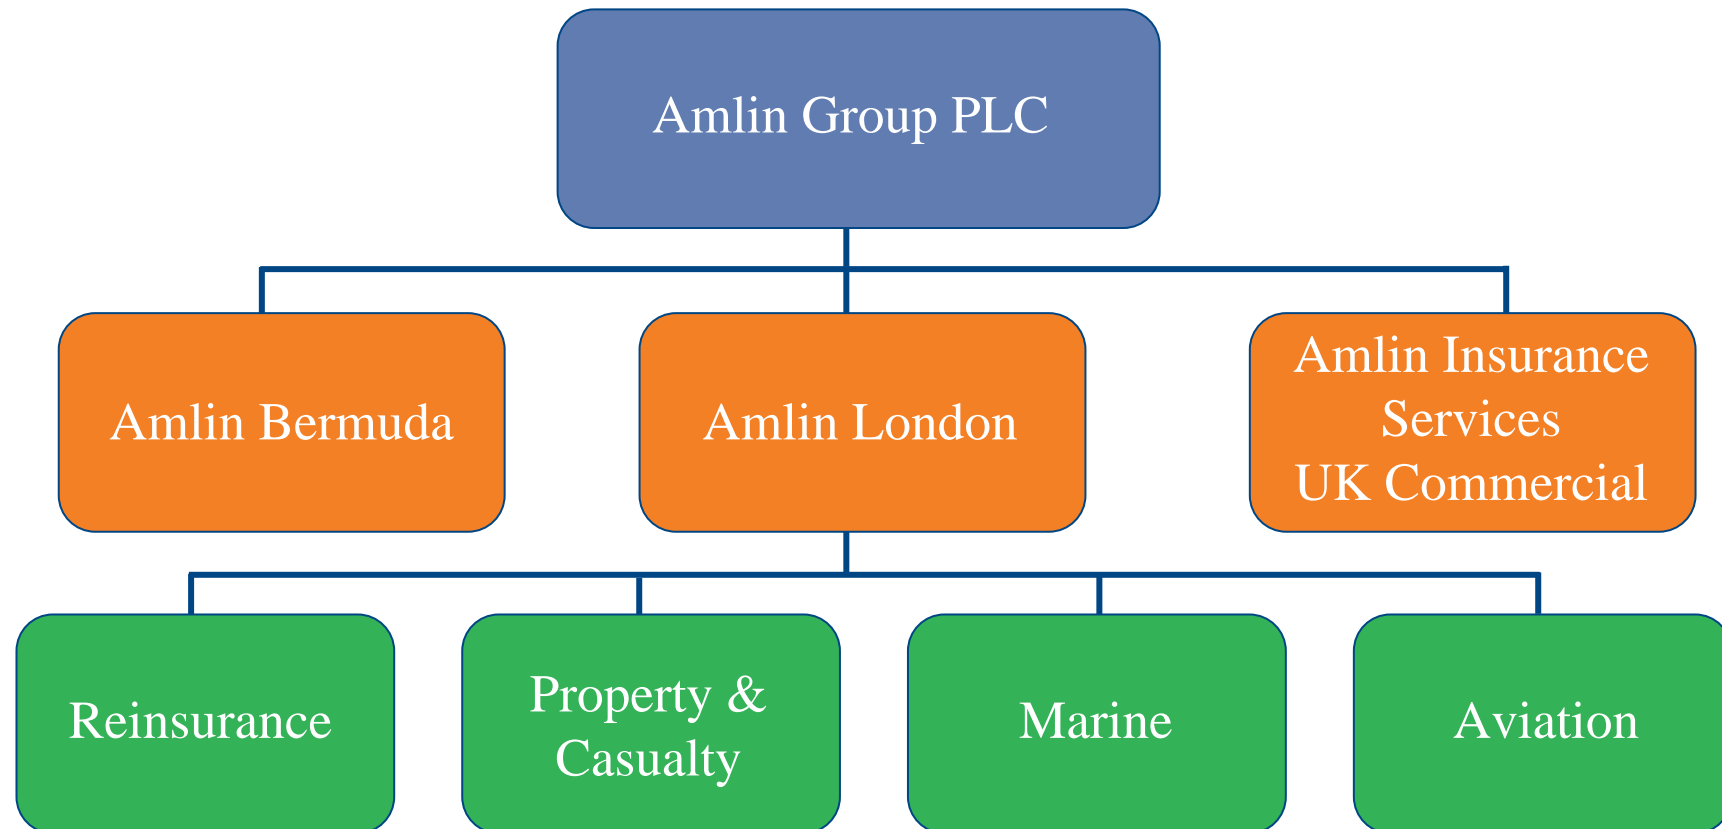 Amlin Group PLC
Amlin Bermuda
Amlin London
Amlin Insurance
Services
UK Commercial
Reinsurance
Property &
Casualty
Marine
Aviation